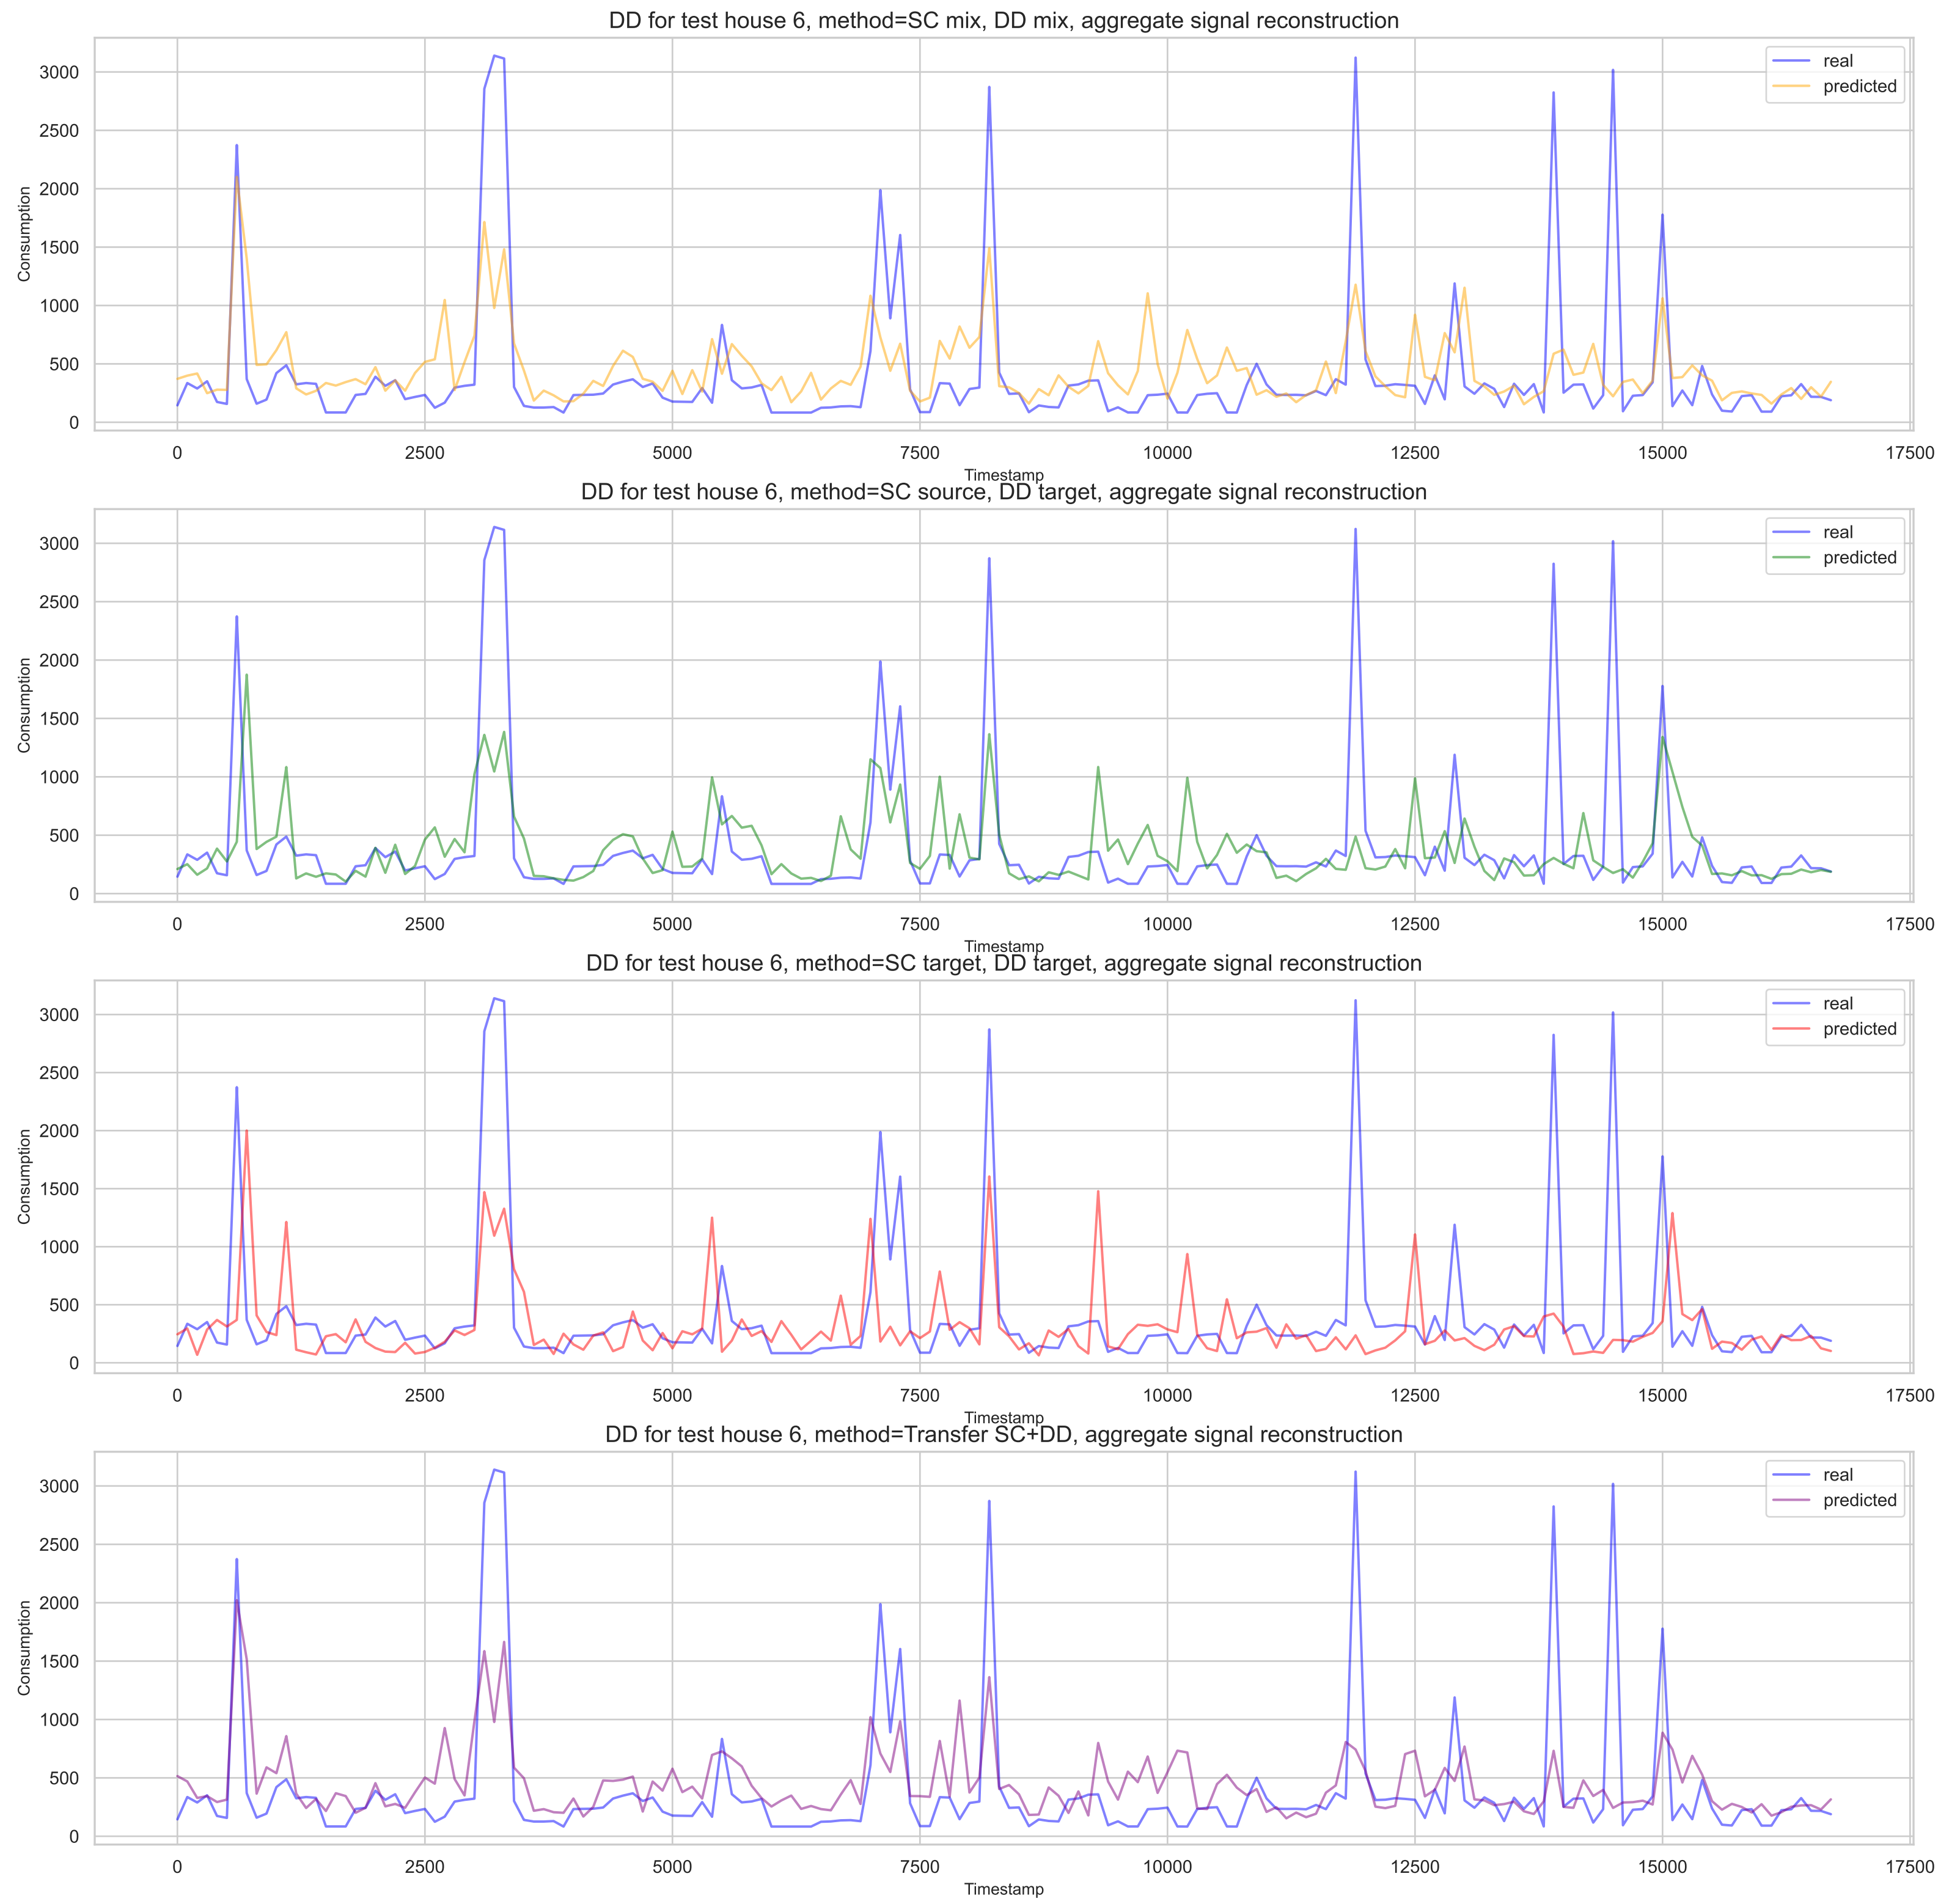 DD for test house 6, method=SC mix, DD mix, aggregate signal reconstruction
real
predicted
3000
2500
2000
1500
1000
500
0
Consumption
0 2500 5000 7500 10000 12500 15000 17500
Timestamp
DD for test house 6, method=SC source, DD target, aggregate signal reconstruction
real
predicted
3000
2500
2000
1500
1000
500
0
Consumption
0 2500 5000 7500 10000 12500 15000 17500
Timestamp
DD for test house 6, method=SC target, DD target, aggregate signal reconstruction
real
predicted
3000
2500
2000
1500
1000
500
0
Consumption
0 2500 5000 7500 10000 12500 15000 17500
Timestamp
DD for test house 6, method=Transfer SC+DD, aggregate signal reconstruction
real
predicted
3000
2500
2000
1500
1000
500
0
Consumption
0 2500 5000 7500 10000 12500 15000 17500
Timestamp